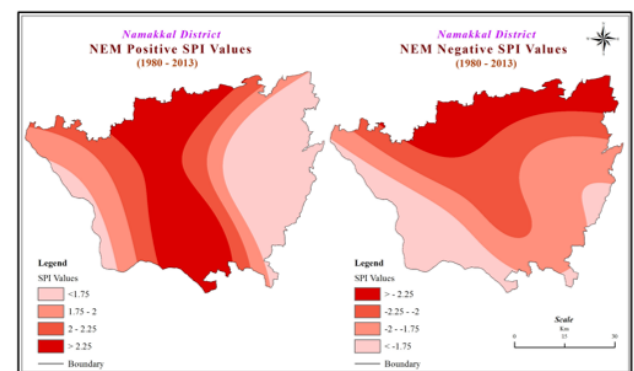 Namakkal District
NEM Positive SPI Values
(1980 - 2013)
Legend
SPI Values
<1.75
1.75 - 2
2 - 2.25
> 2.25
Boundary
Namakkal District
NEM Negative SPI Values
(1980 - 2013)
Legend
SPI Values
> - 2.25
-2.25 - -2
-2 - -1.75
< -1.75
Boundary
Scale
Km
0 15 30